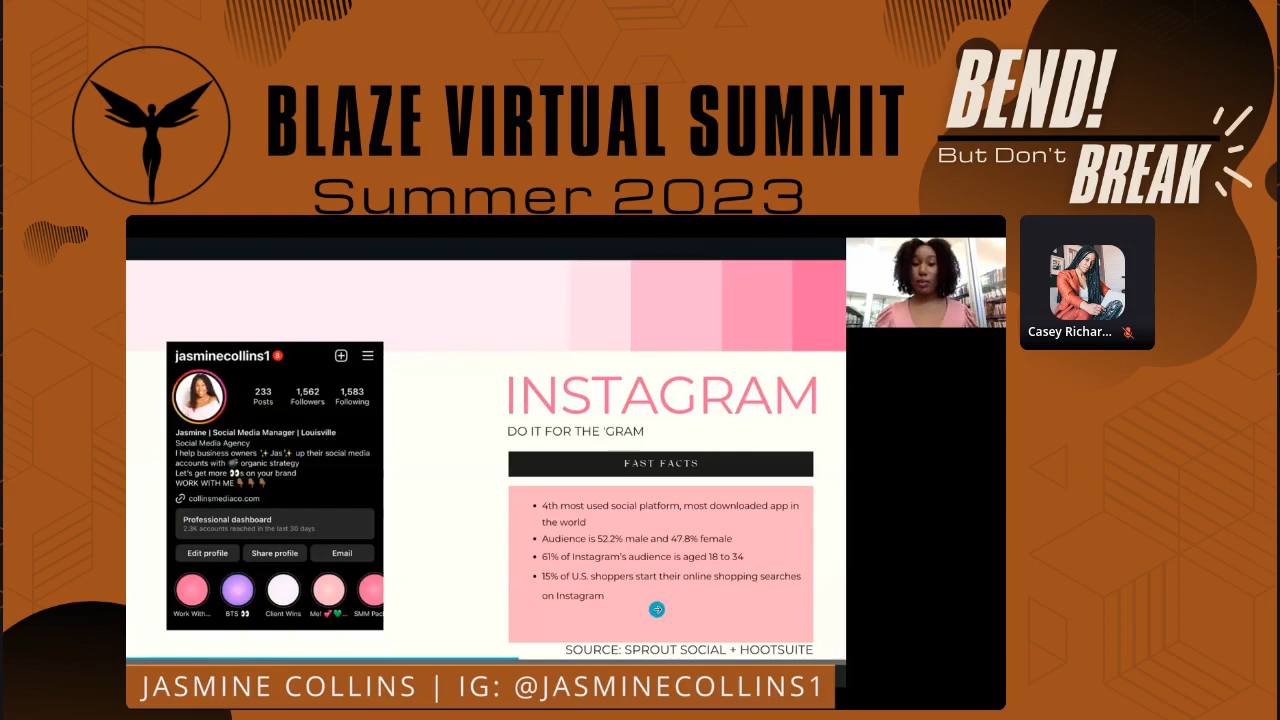 BLAZE VIRTUAL SUMMIT
Summer 2023
BEND!
But Don't
BREAK
jasminecollins1 8
233 1,562 1,583
Posts Followers Following
Jasmine | Social Media Manager | Louisville
Social Media Agency
I help business owners ✨Jas✨ up their social media
accounts with organic strategy
Let's get more 👀s on your brand
WORK WITH ME 👇🏾👇🏾👇🏾
collinsmediaco.com
Professional dashboard
2.3K accounts reached in the last 30 days.
Edit profile Share profile Email
Work With... BTS 👀 Client Wins Me! 💞💚... SMM Pac
INSTAGRAM
DO IT FOR THE 'GRAM
FAST FACTS
• 4th most used social platform, most downloaded app in
the world
• Audience is 52.2% male and 47.8% female
• 61% of Instagram's audience is aged 18 to 34
• 15% of U.S. shoppers start their online shopping searches
on Instagram
SOURCE: SPROUT SOCIAL + HOOTSUITE
Casey Richar...
JASMINE COLLINS | IG: @JASMINECOLLINS1